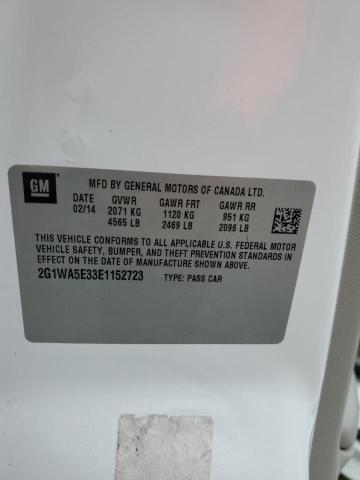 GM
MFD BY GENERAL MOTORS OF CANADA LTD.
DATE GVWR GAWR FRT GAWR RR
02/14 2071 KG 1120 KG 951 KG
4565 LB 2469 LB 2096 LB
THIS VEHICLE CONFORMS TO ALL APPLICABLE U.S. FEDERAL MOTOR
VEHICLE SAFETY, BUMPER, AND THEFT PREVENTION STANDARDS IN
EFFECT ON THE DATE OF MANUFACTURE SHOWN ABOVE.
2G1WA5E33E1152723 TYPE: PASS CAR